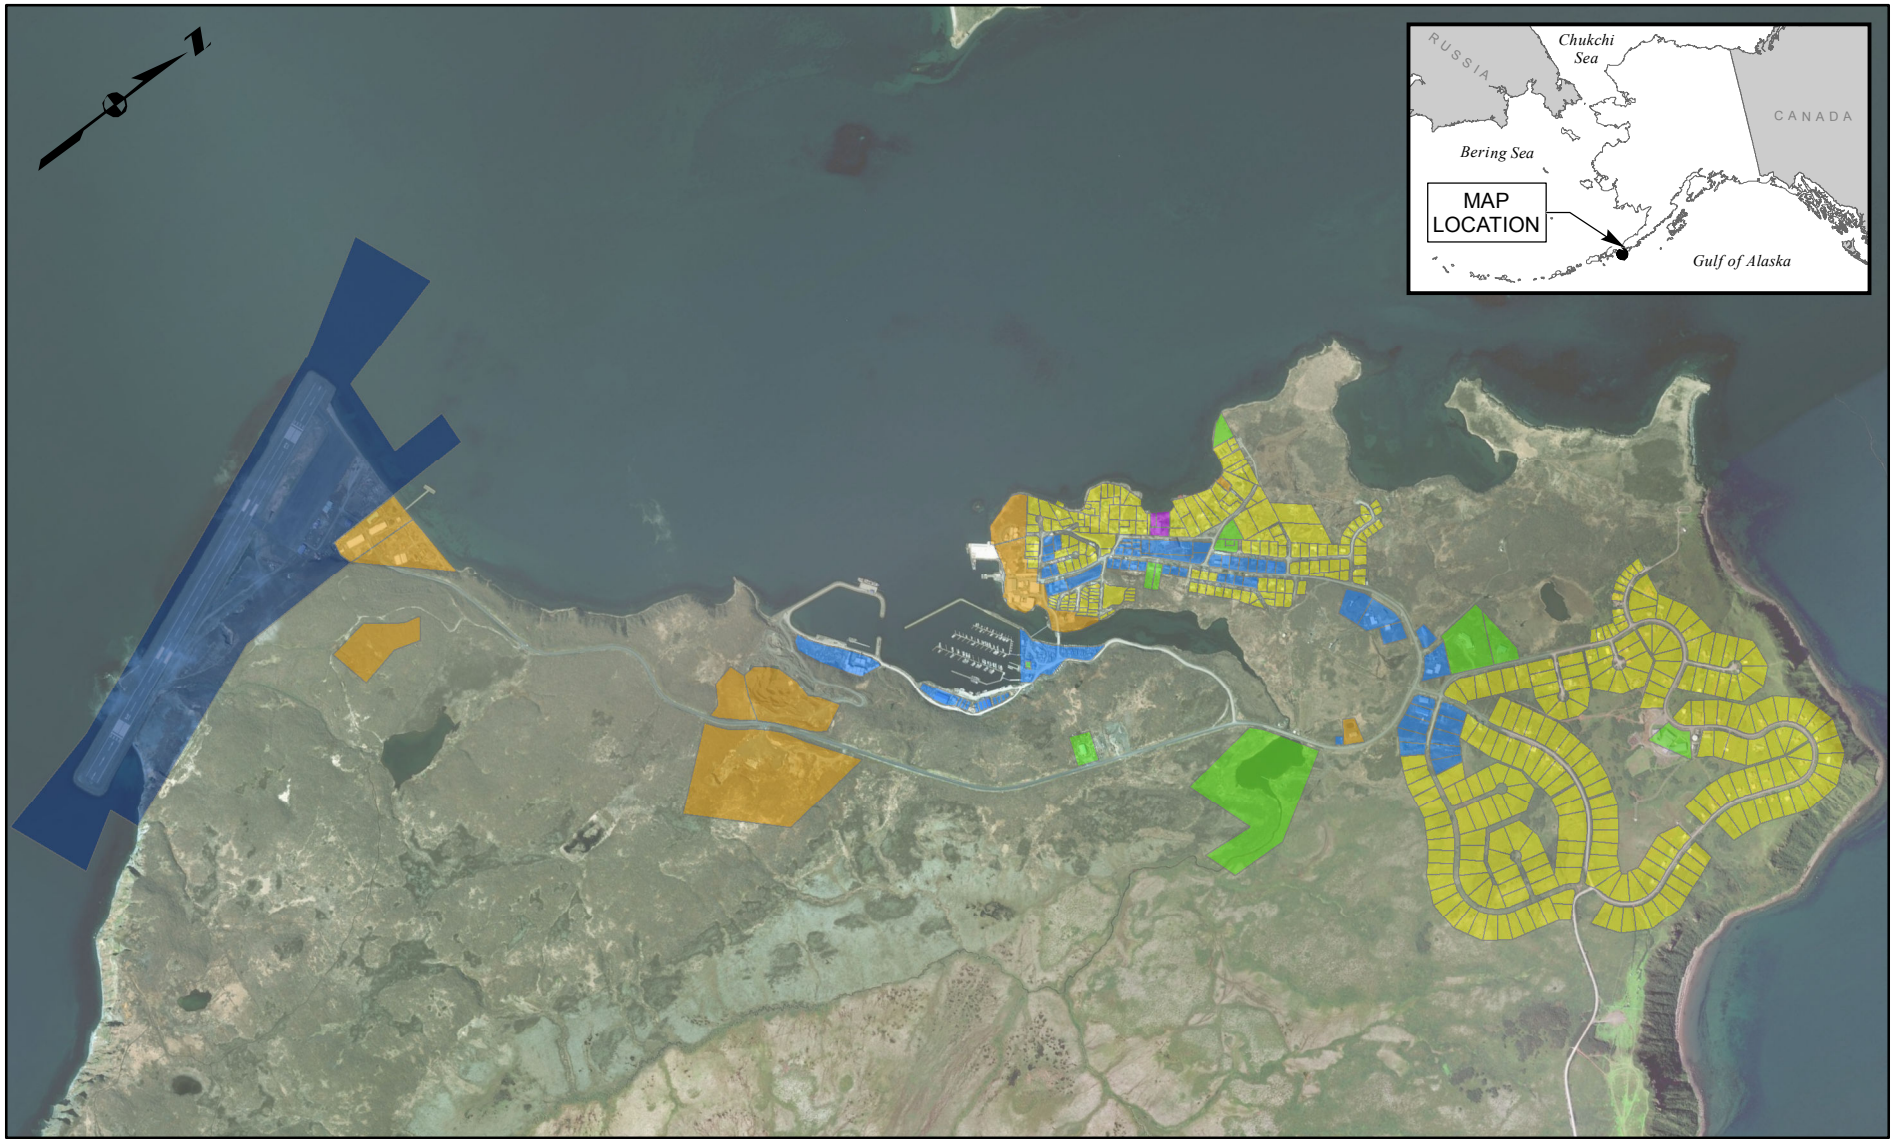 N
RUSSIA
Chukchi
Sea
CANADA
Bering Sea
MAP
LOCATION
Gulf of Alaska